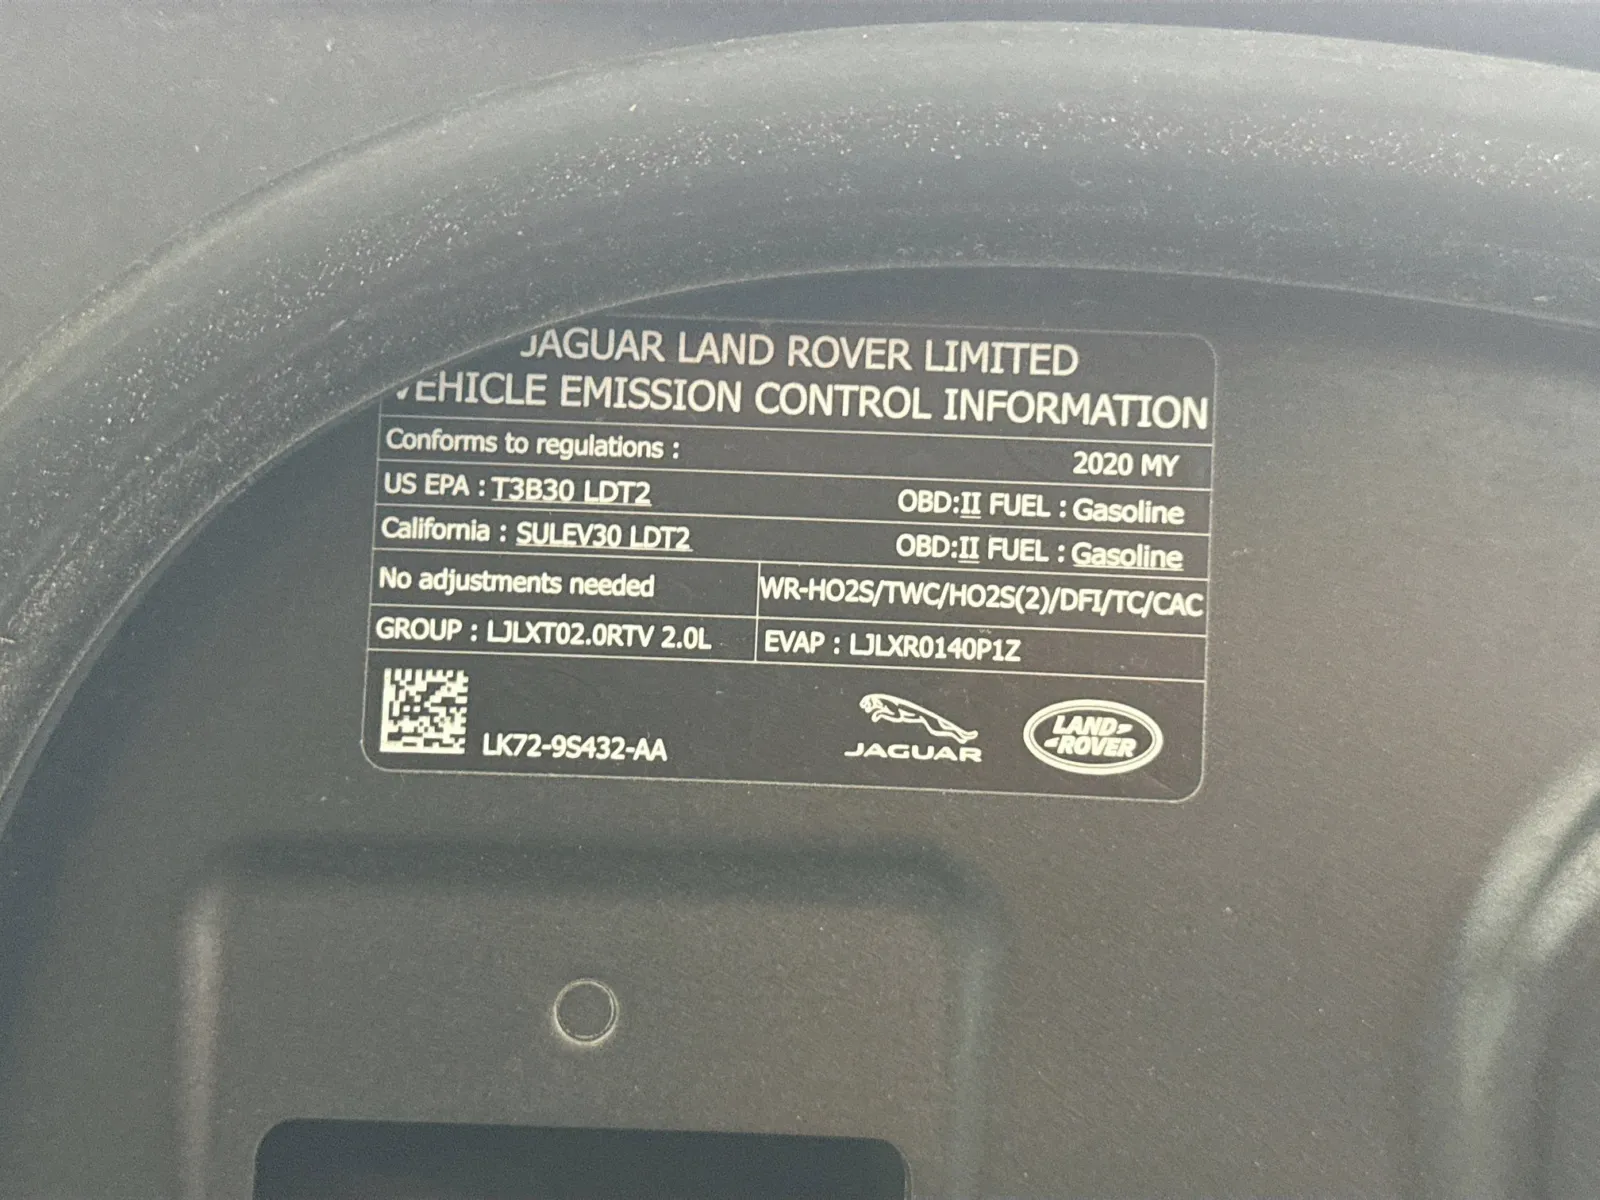 JAGUAR LAND ROVER LIMITED
VEHICLE EMISSION CONTROL INFORMATION
Conforms to regulations : 2020 MY
US EPA : T3B30 LDT2 OBD:II FUEL : Gasoline
California : SULEV30 LDT2 OBD:II FUEL : Gasoline
No adjustments needed WR-HO2S/TWC/HO2S(2)/DFI/TC/CAC
GROUP : LJLXT02.0RTV 2.0L EVAP : LJLXR0140P1Z
LK72-9S432-AA
JAGUAR
LAND
ROVER